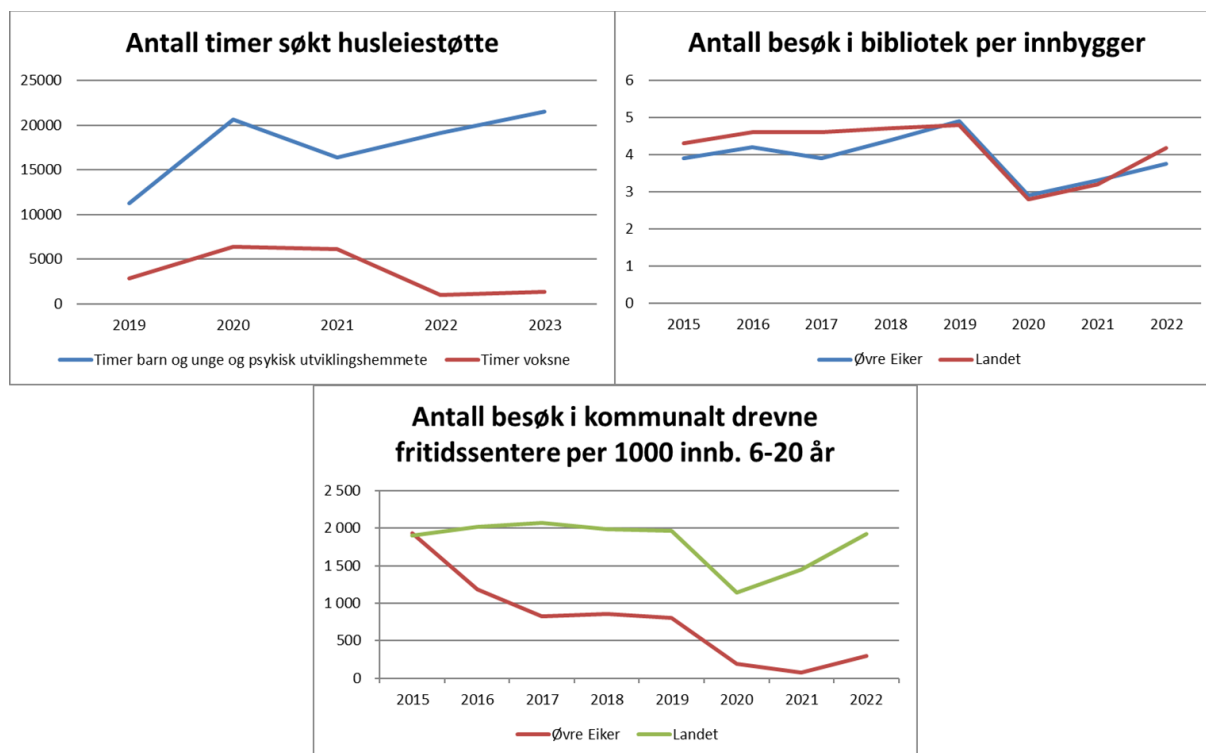 Antall timer søkt husleiestøtte
25000
20000
15000
10000
5000
0
2019 2020 2021 2022 2023
Timer barn og unge og psykisk utviklingshemmete Timer voksne
Antall besøk i bibliotek per innbygger
6
5
4
3
2
1
0
2015 2016 2017 2018 2019 2020 2021 2022
Øvre Eiker Landet
Antall besøk i kommunalt drevne
fritidssentere per 1000 innb. 6-20 år
2 500
2 000
1 500
1 000
500
0
2015 2016 2017 2018 2019 2020 2021 2022
Øvre Eiker Landet